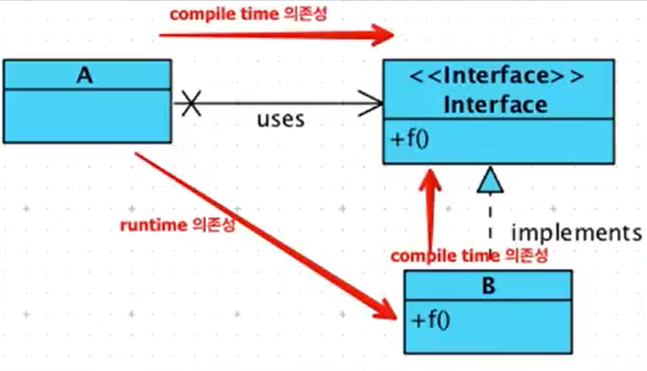 compile time 의존성
A
<<Interface>>
Interface
uses
+f()
runtime 의존성
implements
compile time 의존성
B
+f()